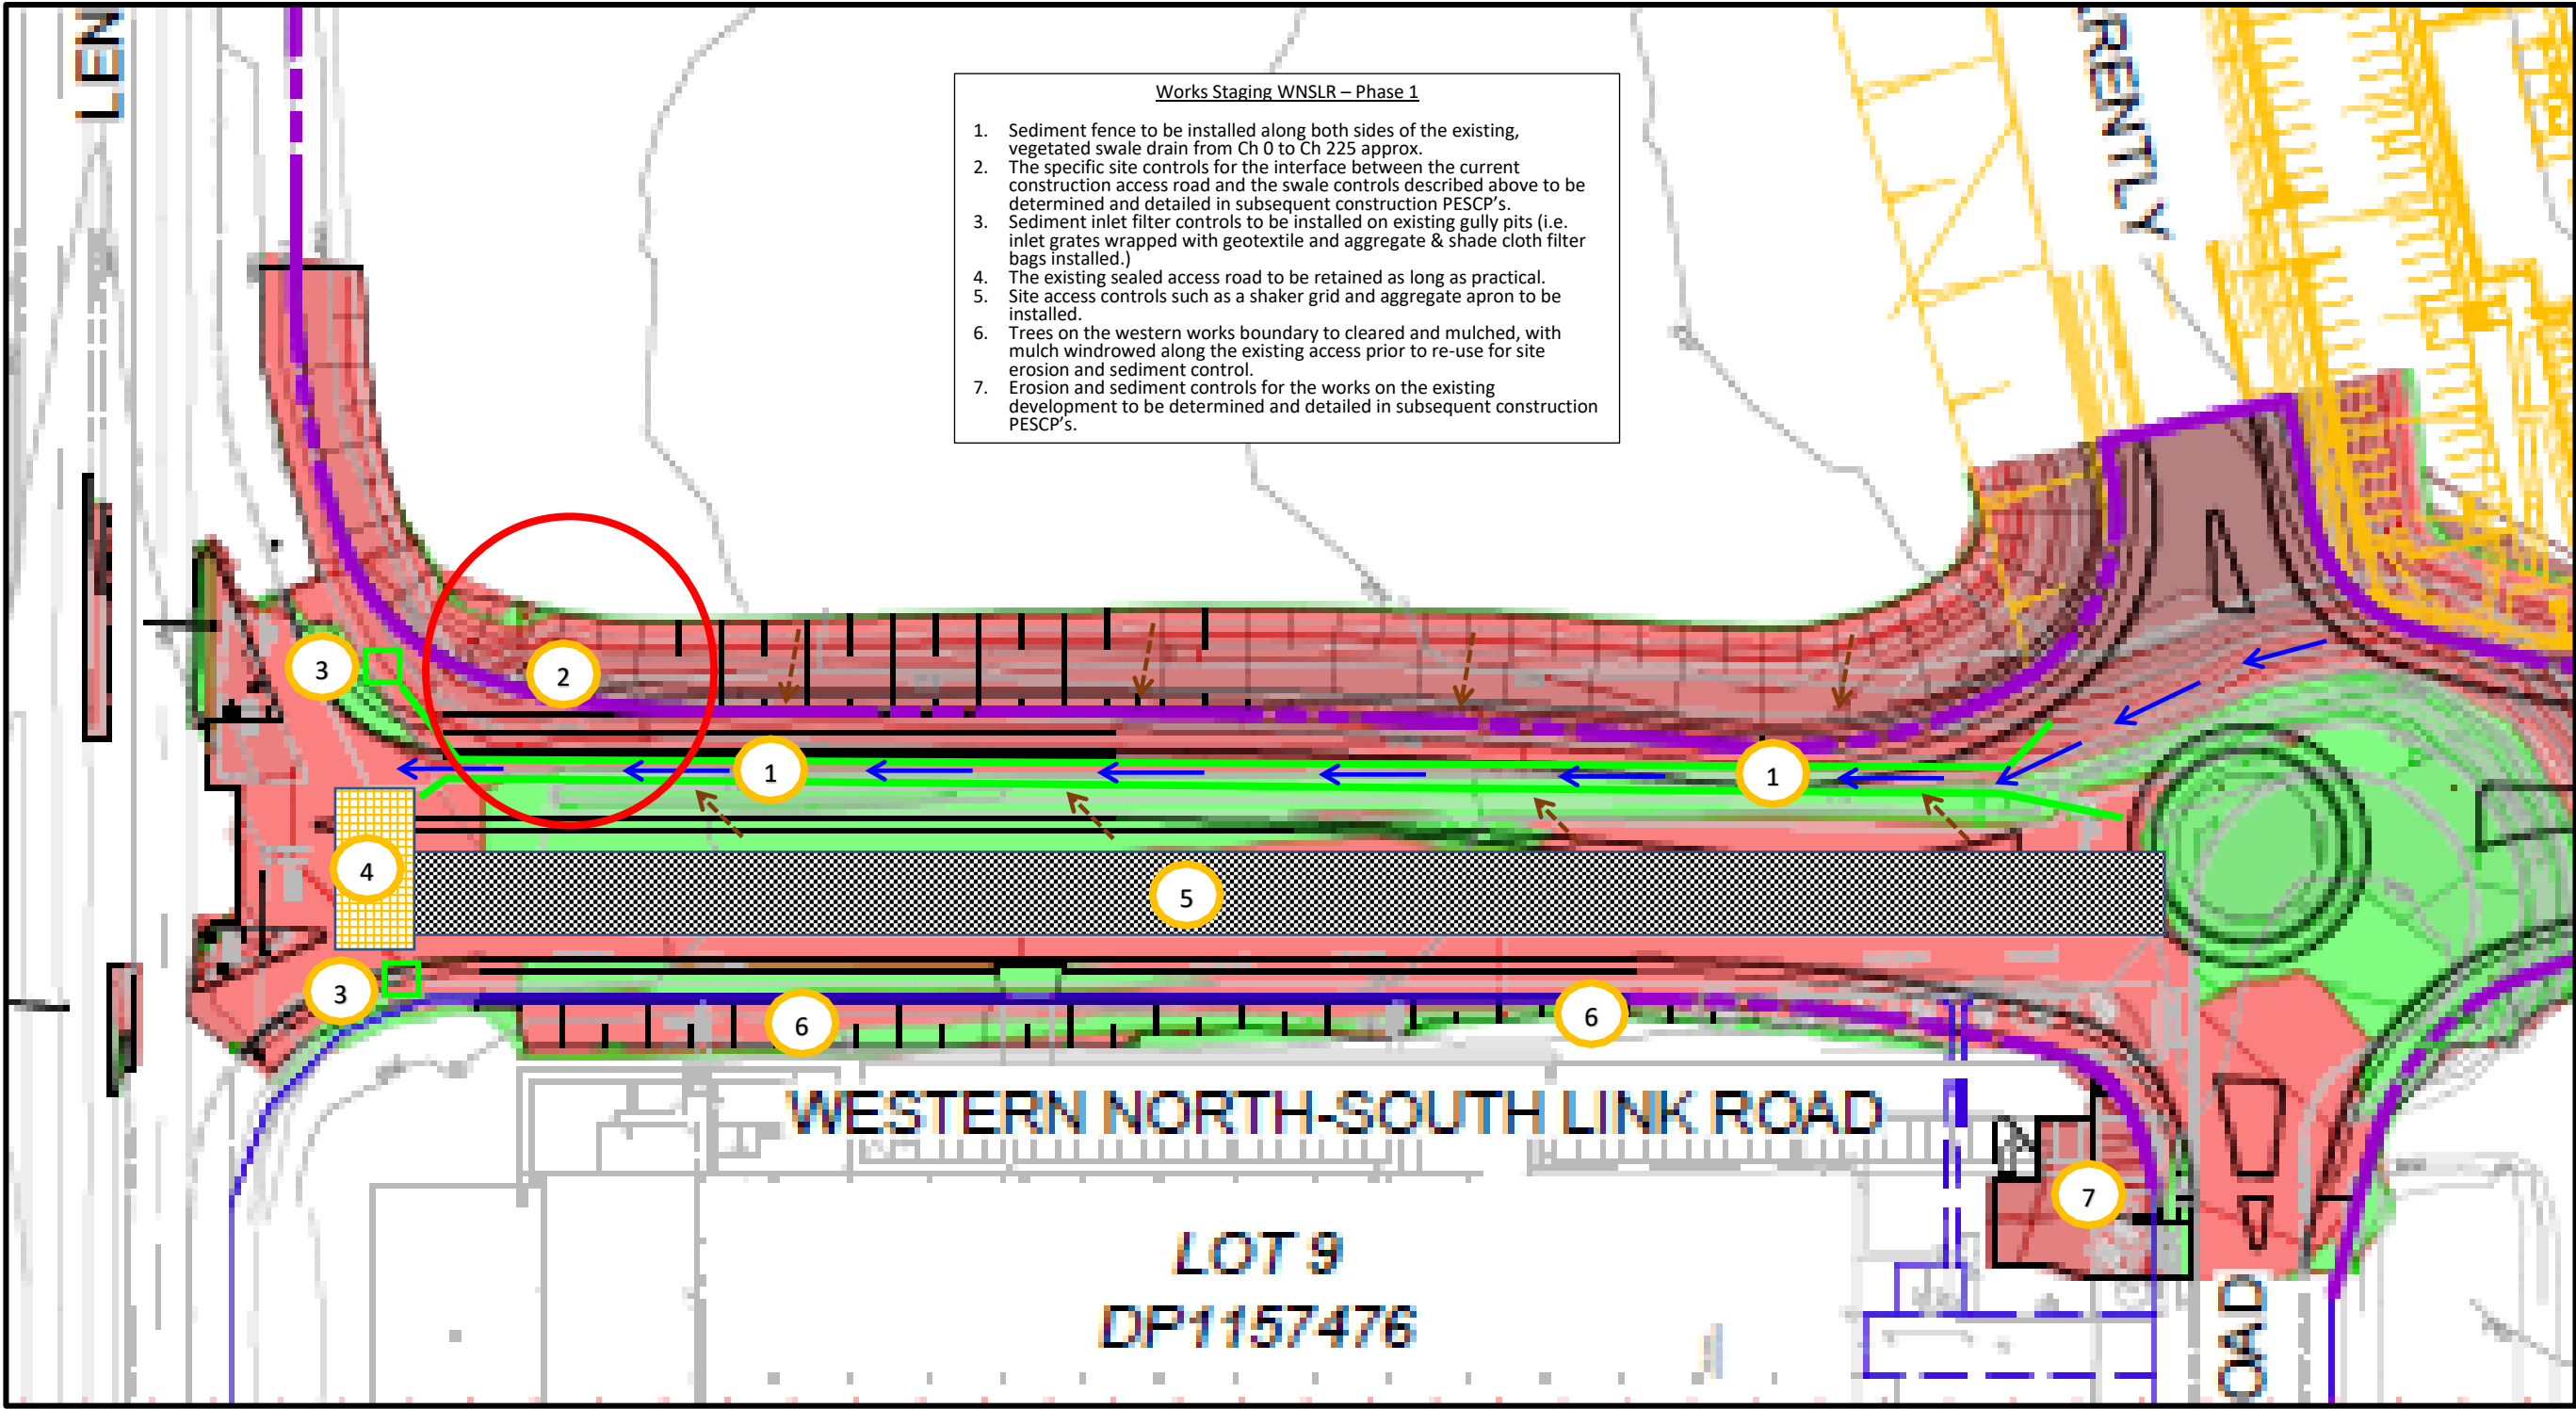 LEN
RENTLY
Works Staging WNSLR – Phase 1
1. Sediment fence to be installed along both sides of the existing,
vegetated swale drain from Ch 0 to Ch 225 approx.
2. The specific site controls for the interface between the current
construction access road and the swale controls described above to be
determined and detailed in subsequent construction PESCP's.
3. Sediment inlet filter controls to be installed on existing gully pits (i.e.
inlet grates wrapped with geotextile and aggregate & shade cloth filter
bags installed.)
4. The existing sealed access road to be retained as long as practical.
5. Site access controls such as a shaker grid and aggregate apron to be
installed.
6. Trees on the western works boundary to cleared and mulched, with
mulch windrowed along the existing access prior to re-use for site
erosion and sediment control.
7. Erosion and sediment controls for the works on the existing
development to be determined and detailed in subsequent construction
PESCP's.
3
2
1
1
4
5
3
6
6
7
WESTERN NORTH-SOUTH LINK ROAD
LOT 9
DP1157476
OAD